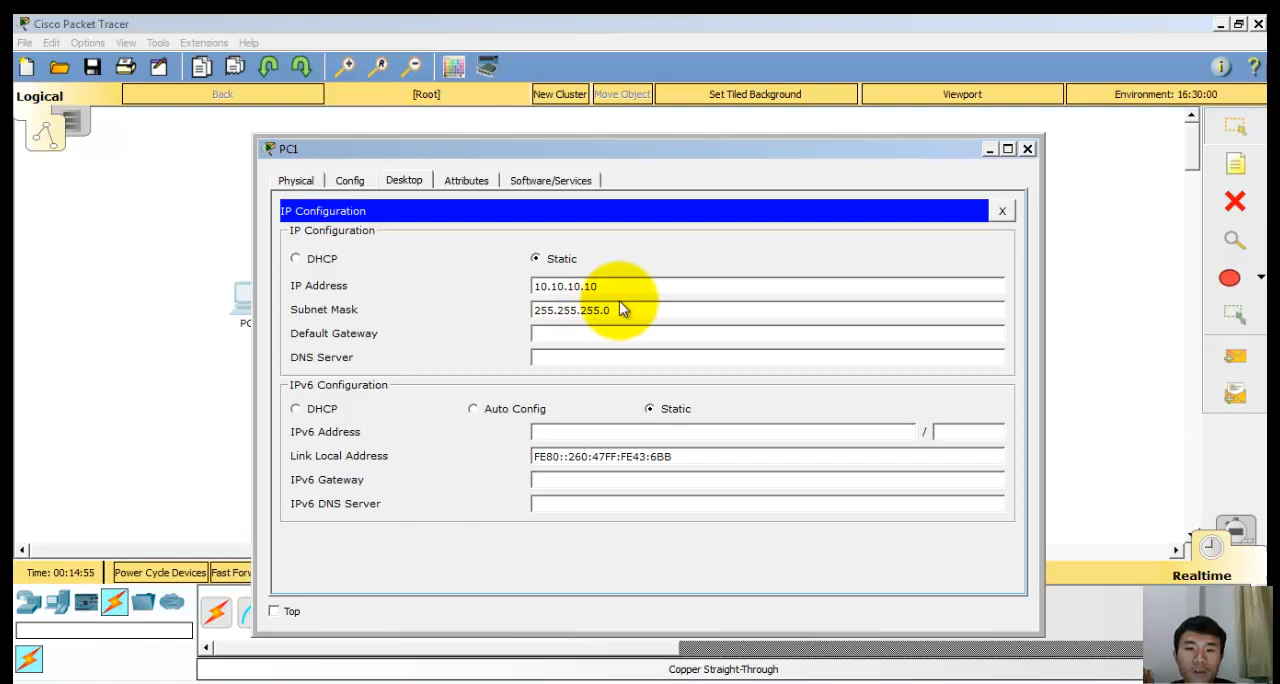 Cisco Packet Tracer
File Edit Options View Tools Extensions Help
Logical
Back
[Root]
New Cluster
Move Object
Set Tiled Background
Viewport
Environment: 16:30:00
PC1
Physical
Config
Desktop
Attributes
Software/Services
IP Configuration
X
IP Configuration
DHCP
Static
IP Address
10.10.10.10
Subnet Mask
255.255.255.0
Default Gateway
DNS Server
IPv6 Configuration
DHCP
Auto Config
Static
IPv6 Address
/
Link Local Address
FE80::260:47FF:FE43:6BB
IPv6 Gateway
IPv6 DNS Server
PC
Time: 00:14:55
Power Cycle Devices
Fast For
Realtime
Top
Copper Straight-Through